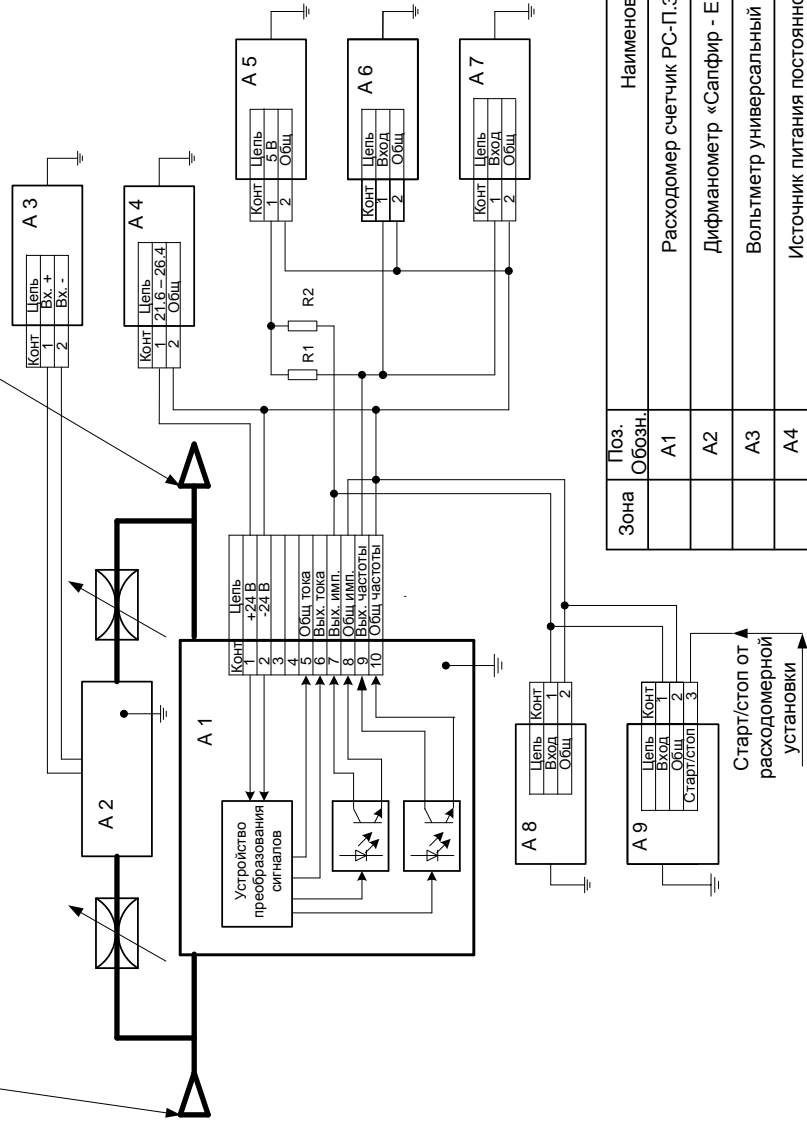 А 3
Конт Цепь
1 Вх. +
2 Вх. -
А 4
Конт Цепь
1 21.6 – 26.4
2 Общ
А 5
Конт Цепь
1 5 В
2 Общ
А 6
Конт Цепь
1 Вход
2 Общ
А 7
Конт Цепь
1 Вход
2 Общ
R1
R2
А 2
А 1
Устройство
преобразования
сигналов
Конт Цепь
1 +24 В
2 -24 В
3
4
5 Общ тока
6 Вых. тока
7 Вых. имп.
8 Общ имп.
9 Вых. частоты
10 Общ частоты
А 8
Цепь Конт
Вход 1
Общ 2
А 9
Цепь Конт
Вход 1
Общ 2
Старт/стоп 3
Старт/стоп от
расходомерной
установки
Зона Поз. Обозн. Наименов
А1 Расходомер счетчик РС-П.З
А2 Дифманометр «Сапфир - Е
А3 Вольтметр универсальный
А4 Источник питания постоянно